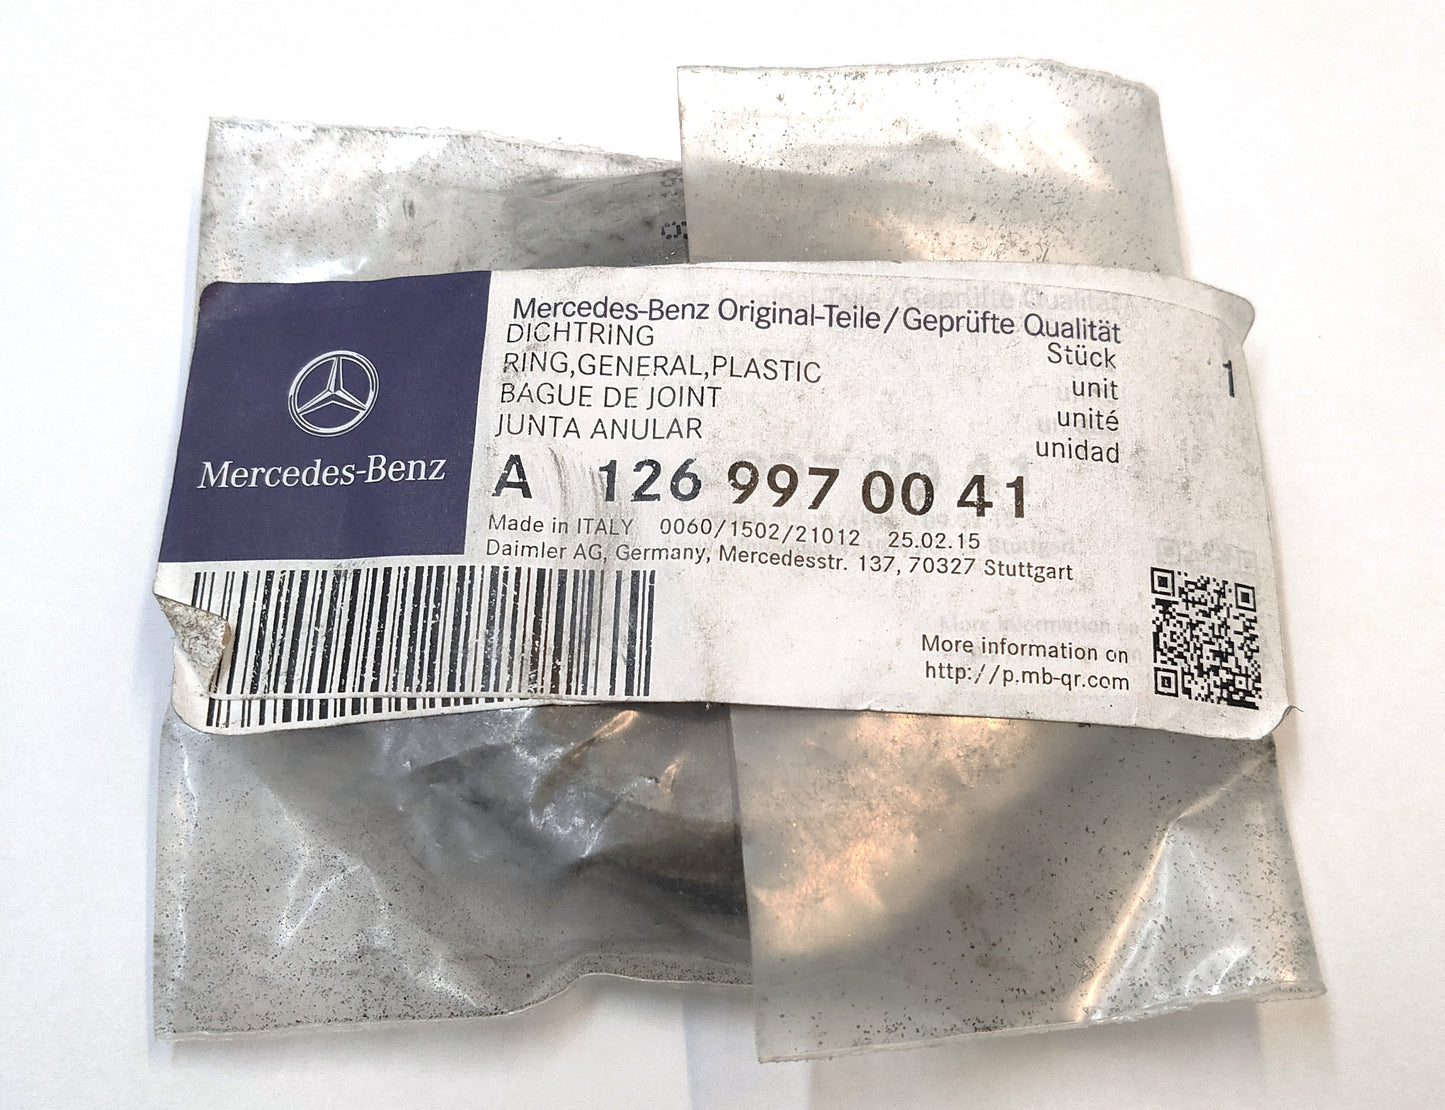 Mercedes-Benz
Mercedes-Benz Original-Teile/Geprüfte Qualität
DICHTRING
RING,GENERAL,PLASTIC
BAGUE DE JOINT
JUNTA ANULAR
Stück 1
unit
unité
unidad
A 126 997 00 41
Made in ITALY 0060/1502/21012 25.02.15
Daimler AG, Germany, Mercedesstr. 137, 70327 Stuttgart
More information on
http://p.mb-qr.com